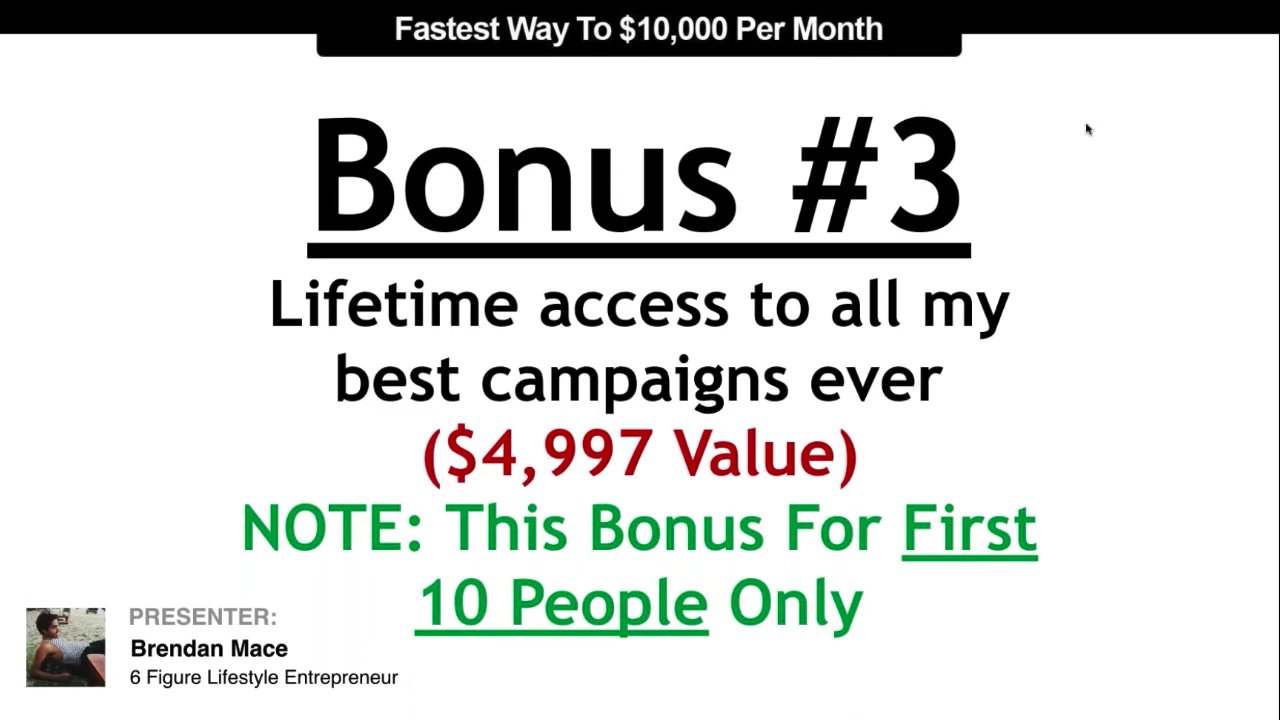 Fastest Way To $10,000 Per Month
Bonus #3
Lifetime access to all my
best campaigns ever
($4,997 Value)
NOTE: This Bonus For First
10 People Only
PRESENTER:
Brendan Mace
6 Figure Lifestyle Entrepreneur